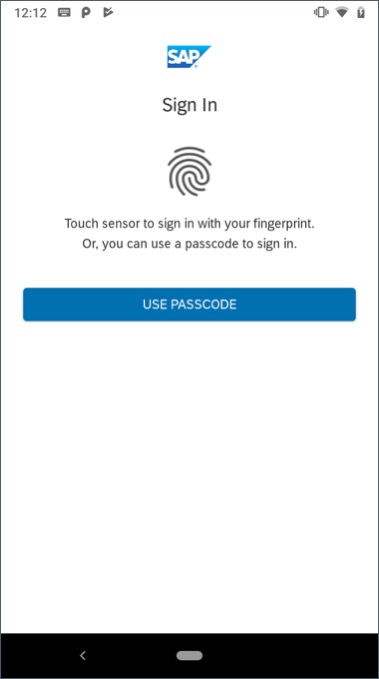 12:12
SAP
Sign In
Touch sensor to sign in with your fingerprint.
Or, you can use a passcode to sign in.
USE PASSCODE